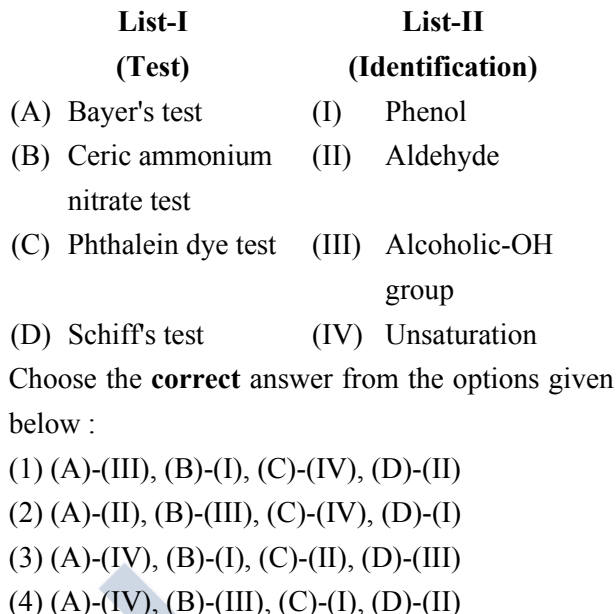 List-I List-II
(Test) (Identification)
(A) Bayer's test (I) Phenol
(B) Ceric ammonium (II) Aldehyde
nitrate test
(C) Phthalein dye test (III) Alcoholic-OH
group
(D) Schiff's test (IV) Unsaturation
Choose the correct answer from the options given
below :
(1) (A)-(III), (B)-(I), (C)-(IV), (D)-(II)
(2) (A)-(II), (B)-(III), (C)-(IV), (D)-(I)
(3) (A)-(IV), (B)-(I), (C)-(II), (D)-(III)
(4) (A)-(IV), (B)-(III), (C)-(I), (D)-(II)